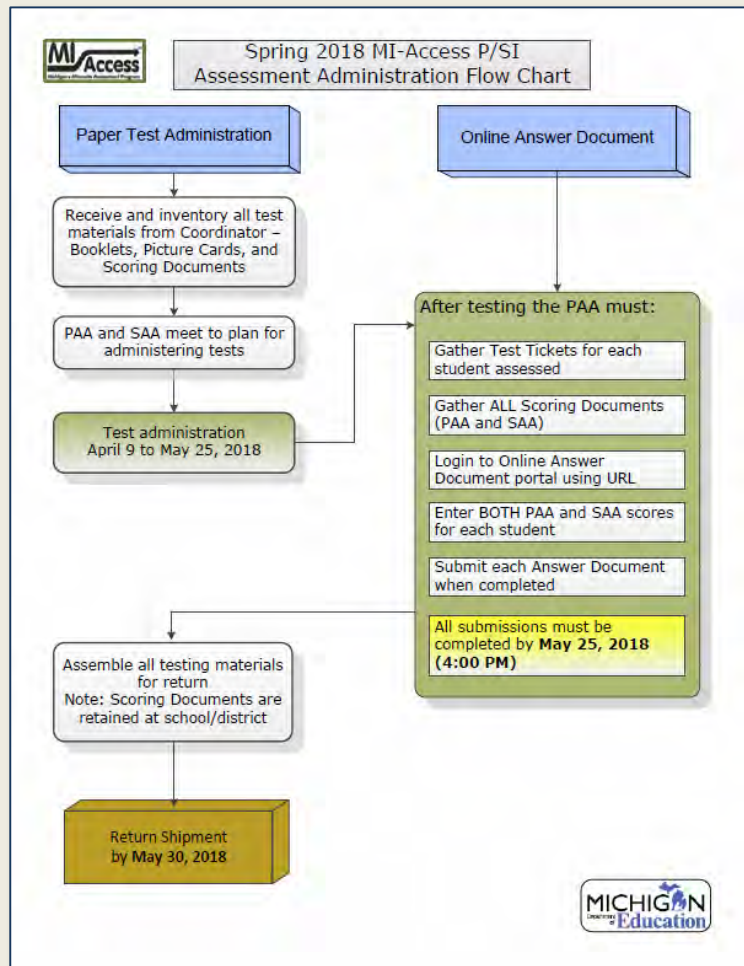 MI Access
Spring 2018 MI-Access P/SI
Assessment Administration Flow Chart
Paper Test Administration
Receive and inventory all test
materials from Coordinator –
Booklets, Picture Cards, and
Scoring Documents
PAA and SAA meet to plan for
administering tests
Test administration
April 9 to May 25, 2018
Online Answer Document
After testing the PAA must:
Gather Test Tickets for each
student assessed
Gather ALL Scoring Documents
(PAA and SAA)
Login to Online Answer
Document portal using URL
Enter BOTH PAA and SAA scores
for each student
Submit each Answer Document
when completed
All submissions must be
completed by May 25, 2018
(4:00 PM)
Assemble all testing materials
for return
Note: Scoring Documents are
retained at school/district
Return Shipment
by May 30, 2018
MICHIGAN
Department of Education